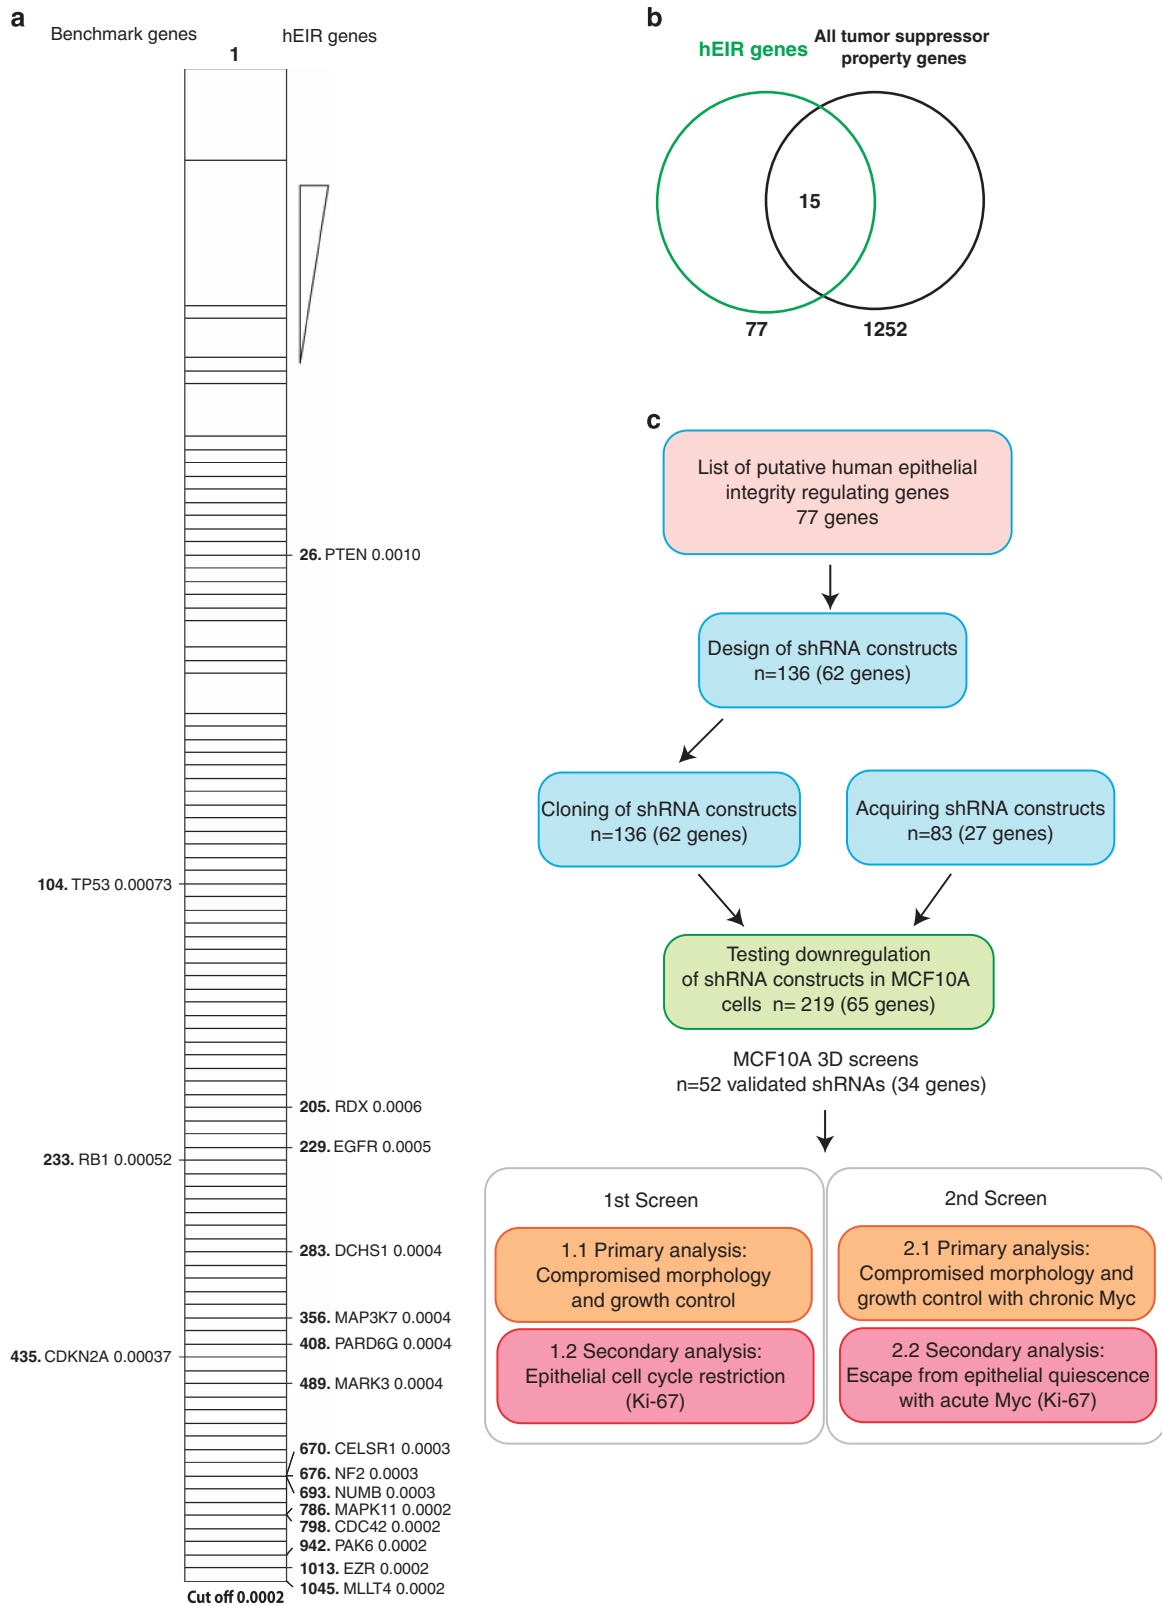 a
Benchmark genes
hEIR genes
1
26. PTEN 0.0010
104. TP53 0.00073
205. RDX 0.0006
229. EGFR 0.0005
233. RB1 0.00052
283. DCHS1 0.0004
356. MAP3K7 0.0004
408. PARD6G 0.0004
435. CDKN2A 0.00037
489. MARK3 0.0004
670. CELSR1 0.0003
676. NF2 0.0003
693. NUMB 0.0003
786. MAPK11 0.0002
798. CDC42 0.0002
942. PAK6 0.0002
1013. EZR 0.0002
1045. MLLT4 0.0002
Cut off 0.0002
b
hEIR genes
All tumor suppressor
property genes
15
77
1252
c
List of putative human epithelial
integrity regulating genes
77 genes
Design of shRNA constructs
n=136 (62 genes)
Cloning of shRNA constructs
n=136 (62 genes)
Acquiring shRNA constructs
n=83 (27 genes)
Testing downregulation
of shRNA constructs in MCF10A
cells n= 219 (65 genes)
MCF10A 3D screens
n=52 validated shRNAs (34 genes)
1st Screen
1.1 Primary analysis:
Compromised morphology
and growth control
1.2 Secondary analysis:
Epithelial cell cycle restriction
(Ki-67)
2nd Screen
2.1 Primary analysis:
Compromised morphology and
growth control with chronic Myc
2.2 Secondary analysis:
Escape from epithelial quiescence
with acute Myc (Ki-67)